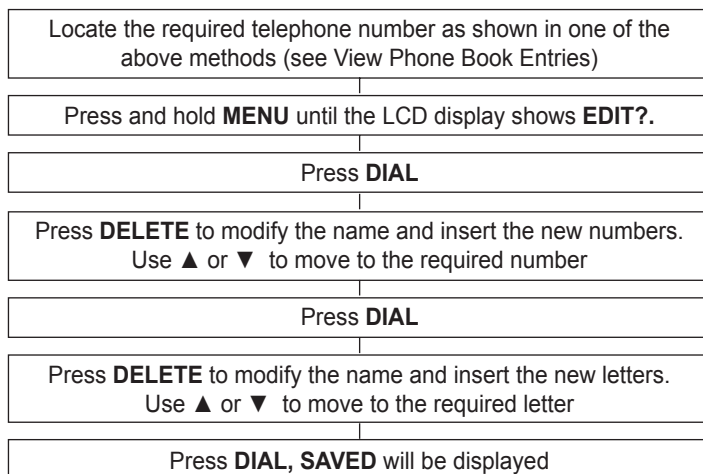 Locate the required telephone number as shown in one of the
above methods (see View Phone Book Entries)
Press and hold MENU until the LCD display shows EDIT?.
Press DIAL
Press DELETE to modify the name and insert the new numbers.
Use ▲ or ▼ to move to the required number
Press DIAL
Press DELETE to modify the name and insert the new letters.
Use ▲ or ▼ to move to the required letter
Press DIAL, SAVED will be displayed